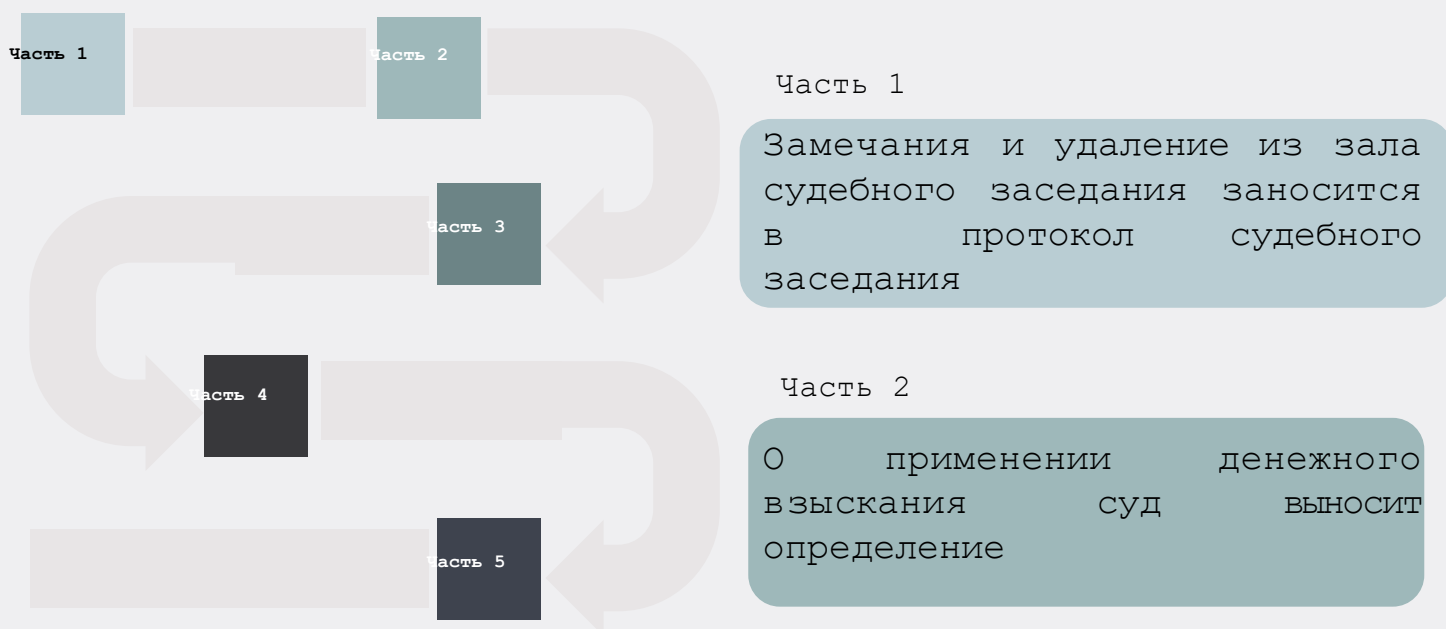 Часть 1
Часть 2
Часть 3
Часть 4
Часть 5
Часть 1
Замечания и удаление из зала
судебного заседания заносится
в протокол судебного
заседания
Часть 2
О применении денежного
взыскания суд выносит
определение